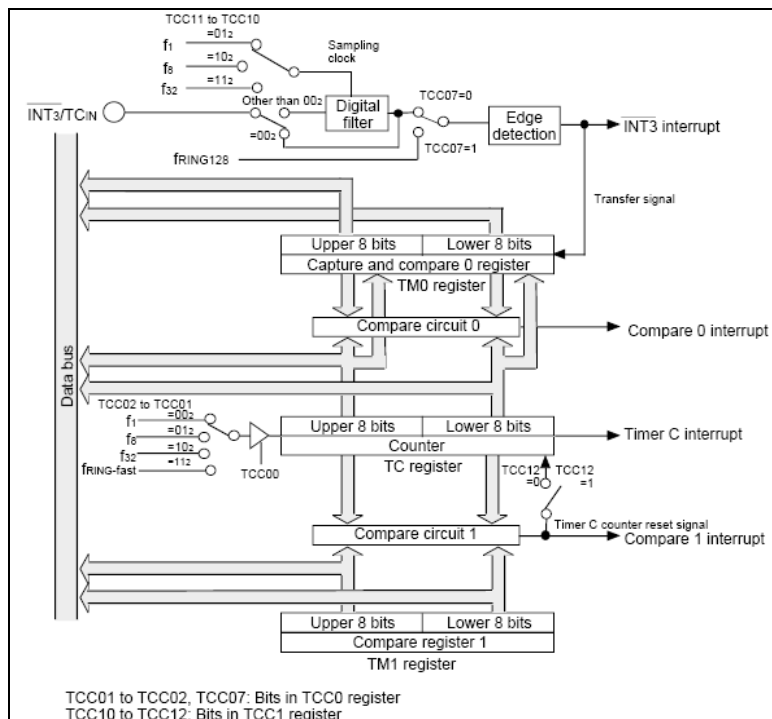 TCC11 to TCC10
=01₂
f₁
Sampling
clock
=10₂
f₈
TCC07=0
=11₂
f₃₂
Other than 00₂
Digital
filter
Edge
detection
INT3/TCIN
INT3 interrupt
=00₂
TCC07=1
fRING128
Transfer signal
Upper 8 bits Lower 8 bits
Capture and compare 0 register
TM0 register
Compare circuit 0
Compare 0 interrupt
Data bus
TCC02 to TCC01
=00₂
f₁
=01₂
f₈
=10₂
f₃₂
=11₂
fRING-fast
TCC00
Upper 8 bits Lower 8 bits
Counter
Timer C interrupt
TC register
TCC12
=0
TCC12
=1
Compare circuit 1
Timer C counter reset signal
Compare 1 interrupt
Upper 8 bits Lower 8 bits
Compare register 1
TM1 register
TCC01 to TCC02, TCC07: Bits in TCC0 register
TCC10 to TCC12: Bits in TCC1 register